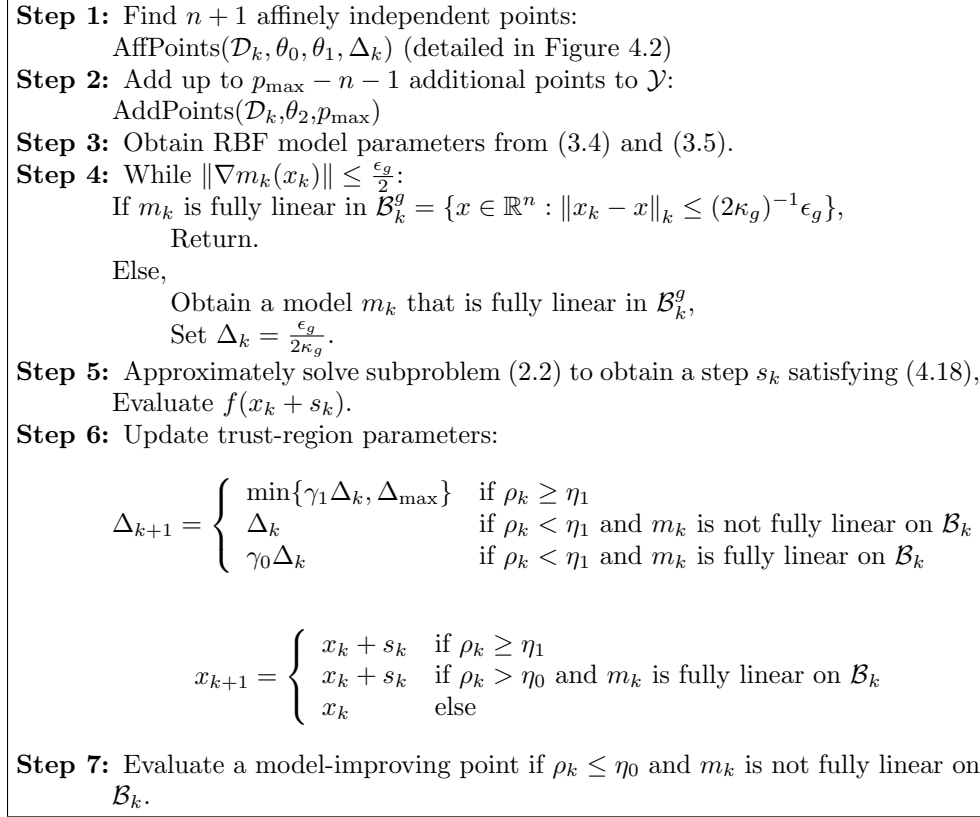 Step 1: Find n + 1 affinely independent points:
AffPoints(𝒟_k, θ_0, θ_1, Δ_k) (detailed in Figure 4.2)
Step 2: Add up to p_max − n − 1 additional points to 𝒴:
AddPoints(𝒟_k,θ_2,p_max)
Step 3: Obtain RBF model parameters from (3.4) and (3.5).
Step 4: While ‖∇m_k(x_k)‖ ≤ ϵ_g/2:
If m_k is fully linear in ℬ_k^g = {x ∈ ℝ^n : ‖x_k − x‖_k ≤ (2κ_g)^{−1}ϵ_g},
Return.
Else,
Obtain a model m_k that is fully linear in ℬ_k^g,
Set Δ_k = ϵ_g/2κ_g.
Step 5: Approximately solve subproblem (2.2) to obtain a step s_k satisfying (4.18),
Evaluate f(x_k + s_k).
Step 6: Update trust-region parameters:
Δ_{k+1} = { min{γ_1Δ_k, Δ_max} if ρ_k ≥ η_1
Δ_k if ρ_k < η_1 and m_k is not fully linear on ℬ_k
γ_0Δ_k if ρ_k < η_1 and m_k is fully linear on ℬ_k
x_{k+1} = { x_k + s_k if ρ_k ≥ η_1
x_k + s_k if ρ_k > η_0 and m_k is fully linear on ℬ_k
x_k else
Step 7: Evaluate a model-improving point if ρ_k ≤ η_0 and m_k is not fully linear on
ℬ_k.